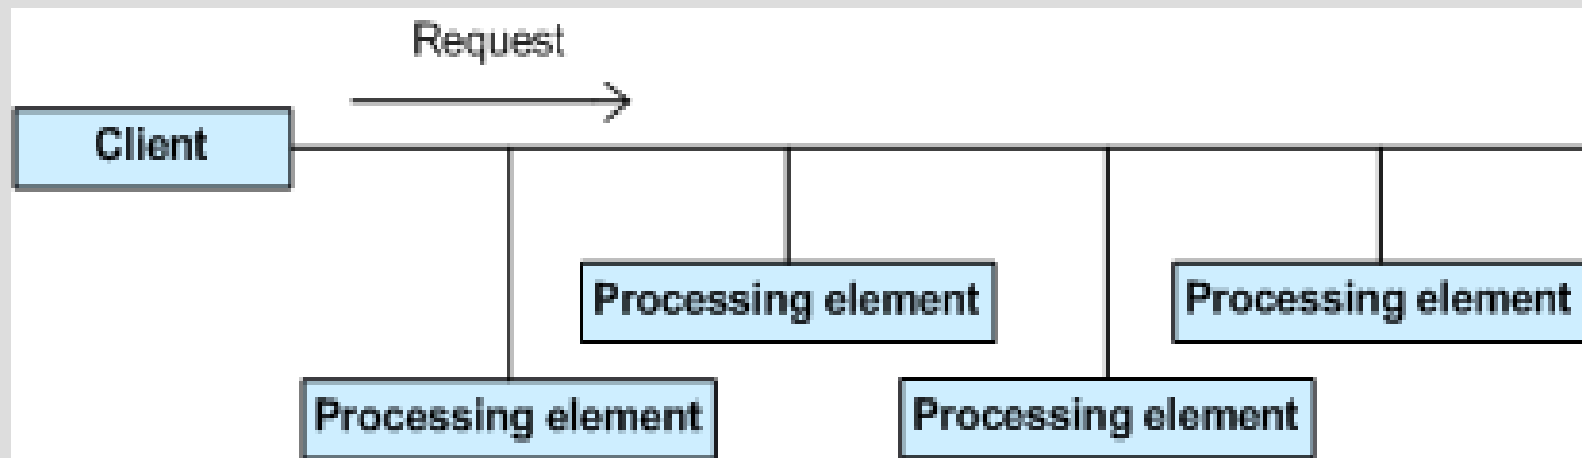 Request
Client
Processing element
Processing element
Processing element
Processing element